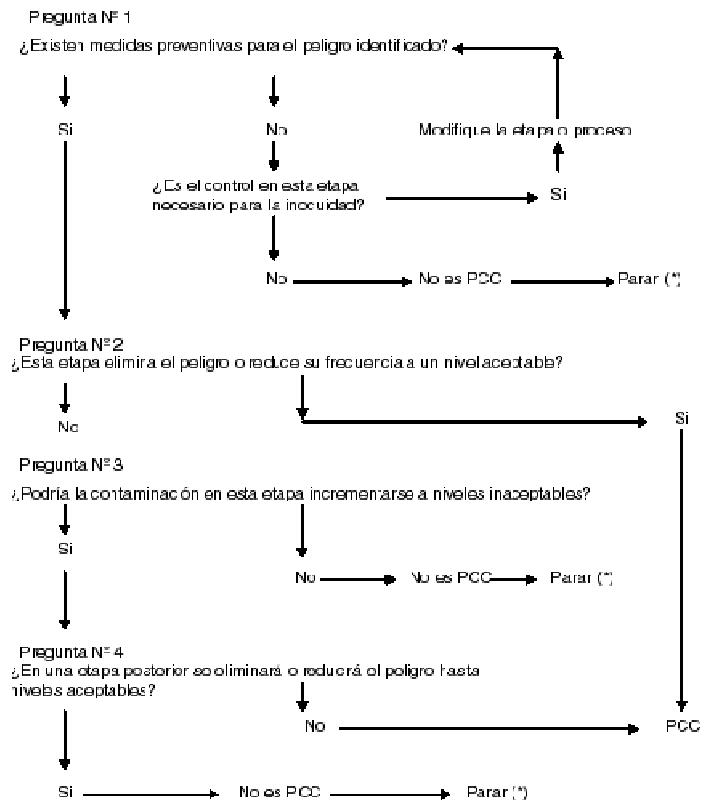 Pregunta Nº 1
¿Existen medidas preventivas para el peligro identificado?
Si
No
Modifique la etapa o proceso
¿Es el control en esta etapa
necesario para la inocuidad?
Si
No
No es PCC
Parar (*)
Pregunta Nº 2
¿Esta etapa elimina el peligro o reduce su frecuencia a un nivel aceptable?
No
Si
Pregunta Nº 3
¿Podría la contaminación en esta etapa incrementarse a niveles inaceptables?
Si
No
No es PCC
Parar (*)
Pregunta Nº 4
¿En una etapa posterior se eliminará o reducirá el peligro hasta
niveles aceptables?
No
PCC
Si
No es PCC
Parar (*)